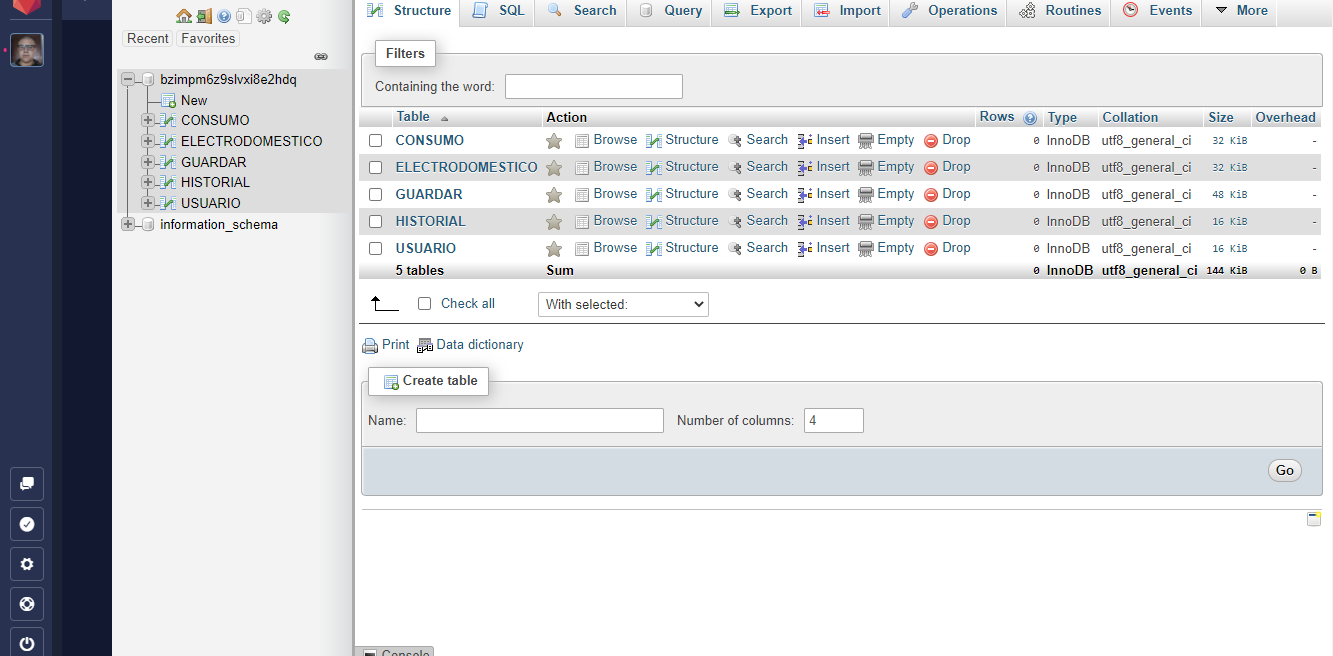 Structure SQL Search Query Export Import Operations Routines Events More
Recent Favorites
bzimpm6z9slvxi8e2hdq
New
CONSUMO
ELECTRODOMESTICO
GUARDAR
HISTORIAL
USUARIO
information_schema
Filters
Containing the word:
Table Action Rows Type Collation Size Overhead
CONSUMO Browse Structure Search Insert Empty Drop 0 InnoDB utf8_general_ci 32 KiB -
ELECTRODOMESTICO Browse Structure Search Insert Empty Drop 0 InnoDB utf8_general_ci 32 KiB -
GUARDAR Browse Structure Search Insert Empty Drop 0 InnoDB utf8_general_ci 48 KiB -
HISTORIAL Browse Structure Search Insert Empty Drop 0 InnoDB utf8_general_ci 16 KiB -
USUARIO Browse Structure Search Insert Empty Drop 0 InnoDB utf8_general_ci 16 KiB -
5 tables Sum 0 InnoDB utf8_general_ci 144 KiB 0 B
Check all With selected:
Print Data dictionary
Create table
Name: Number of columns: 4
Go
Console